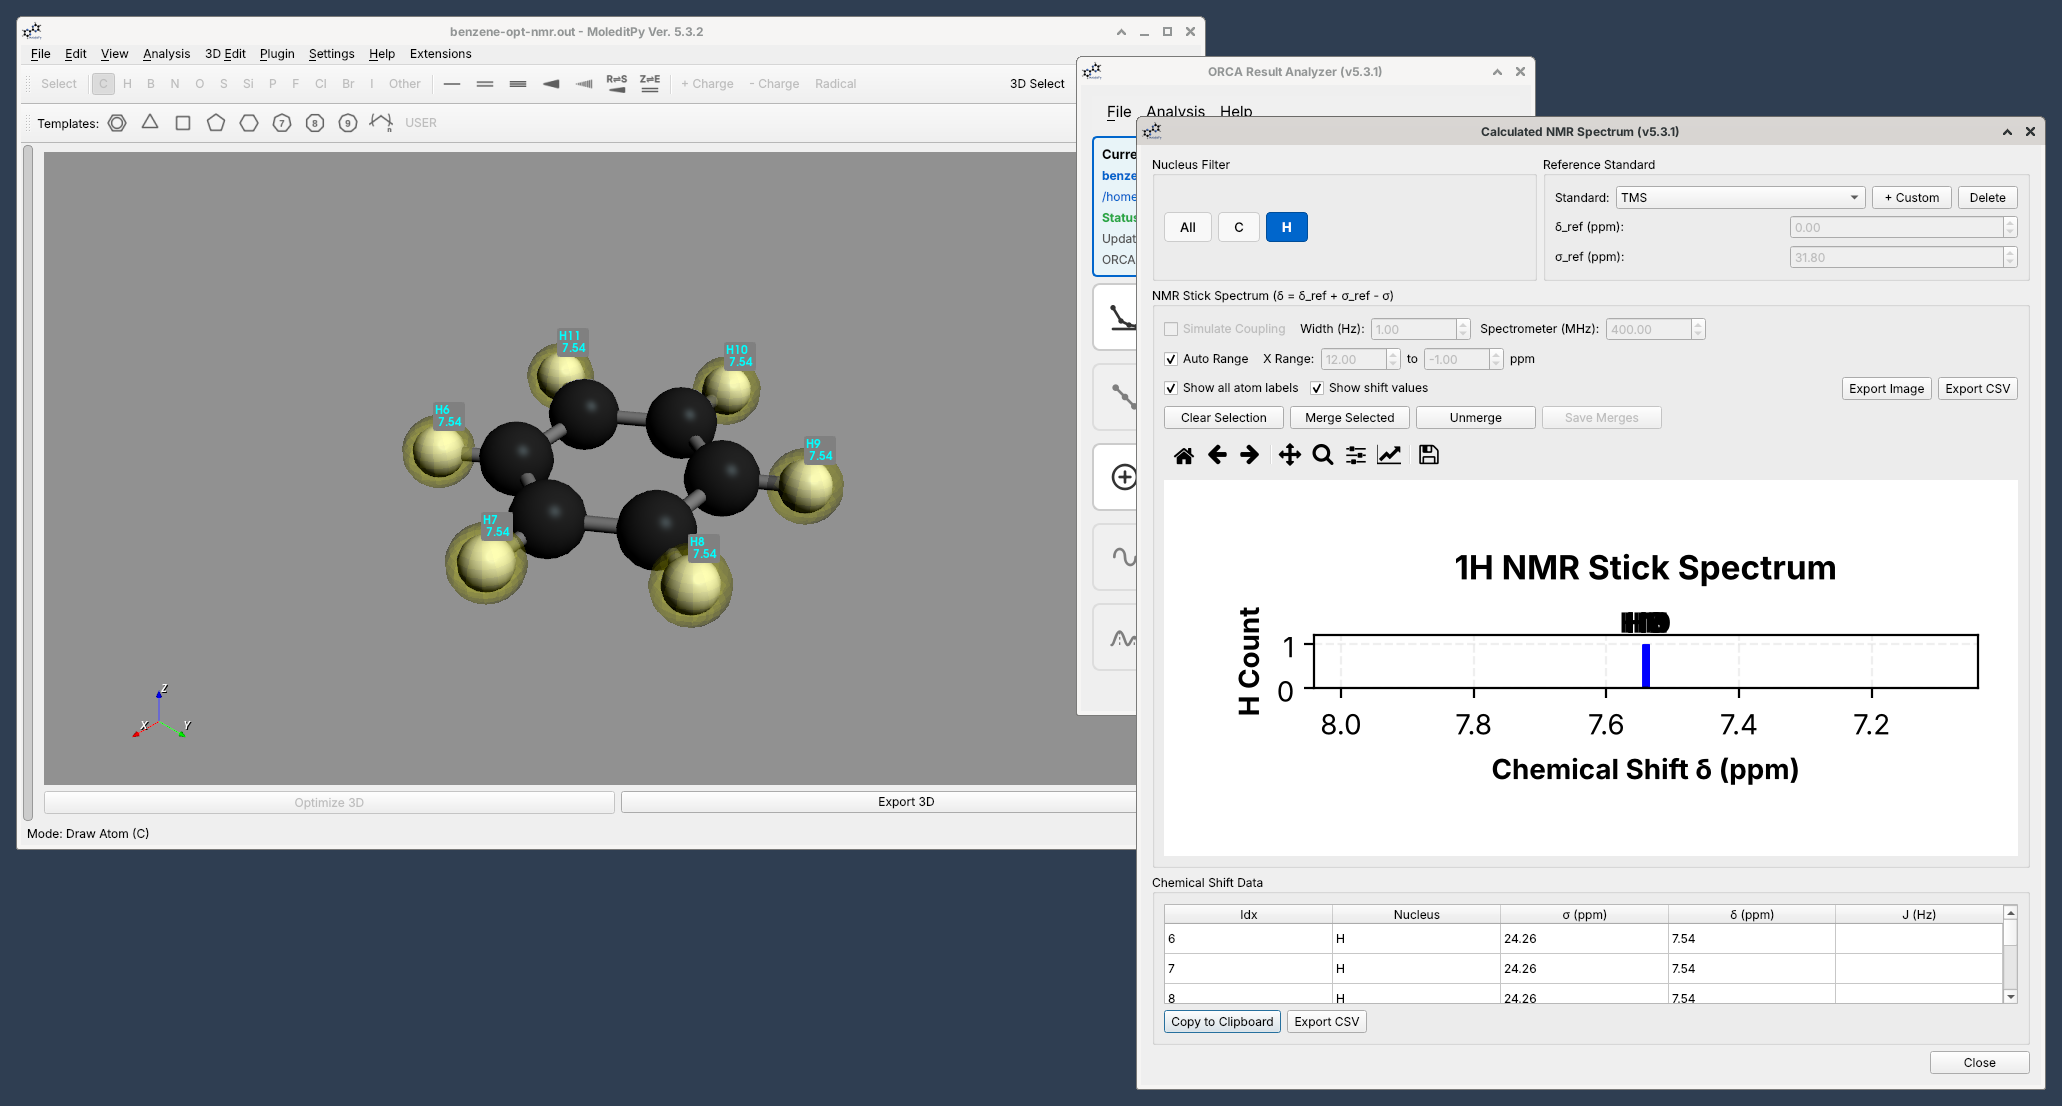 benzene-opt-nmr.out - MoleditPy Ver. 5.3.2
File Edit View Analysis 3D Edit Plugin Settings Help Extensions
Select C H B N O S Si P F Cl Br I Other R⇌S Z⇌E + Charge - Charge Radical 3D Select
Templates: 7 8 9 n USER
H11
7.54
H10
7.54
H6
7.54
H9
7.54
H7
7.54
H8
7.54
Z
X Y
Optimize 3D Export 3D
Mode: Draw Atom (C)
ORCA Result Analyzer (v5.3.1)
File Analysis Help
Curre
benze
/home
Status
Updat
ORCA
Calculated NMR Spectrum (v5.3.1)
Nucleus Filter
All C H
Reference Standard
Standard: TMS + Custom Delete
δ_ref (ppm): 0.00
σ_ref (ppm): 31.80
NMR Stick Spectrum (δ = δ_ref + σ_ref - σ)
Simulate Coupling Width (Hz): 1.00 Spectrometer (MHz): 400.00
Auto Range X Range: 12.00 to -1.00 ppm
Show all atom labels Show shift values Export Image Export CSV
Clear Selection Merge Selected Unmerge Save Merges
1H NMR Stick Spectrum
H Count
1
0
8.0 7.8 7.6 7.4 7.2
Chemical Shift δ (ppm)
Chemical Shift Data
Idx Nucleus σ (ppm) δ (ppm) J (Hz)
6 H 24.26 7.54
7 H 24.26 7.54
8 H 24.26 7.54
Copy to Clipboard Export CSV
Close